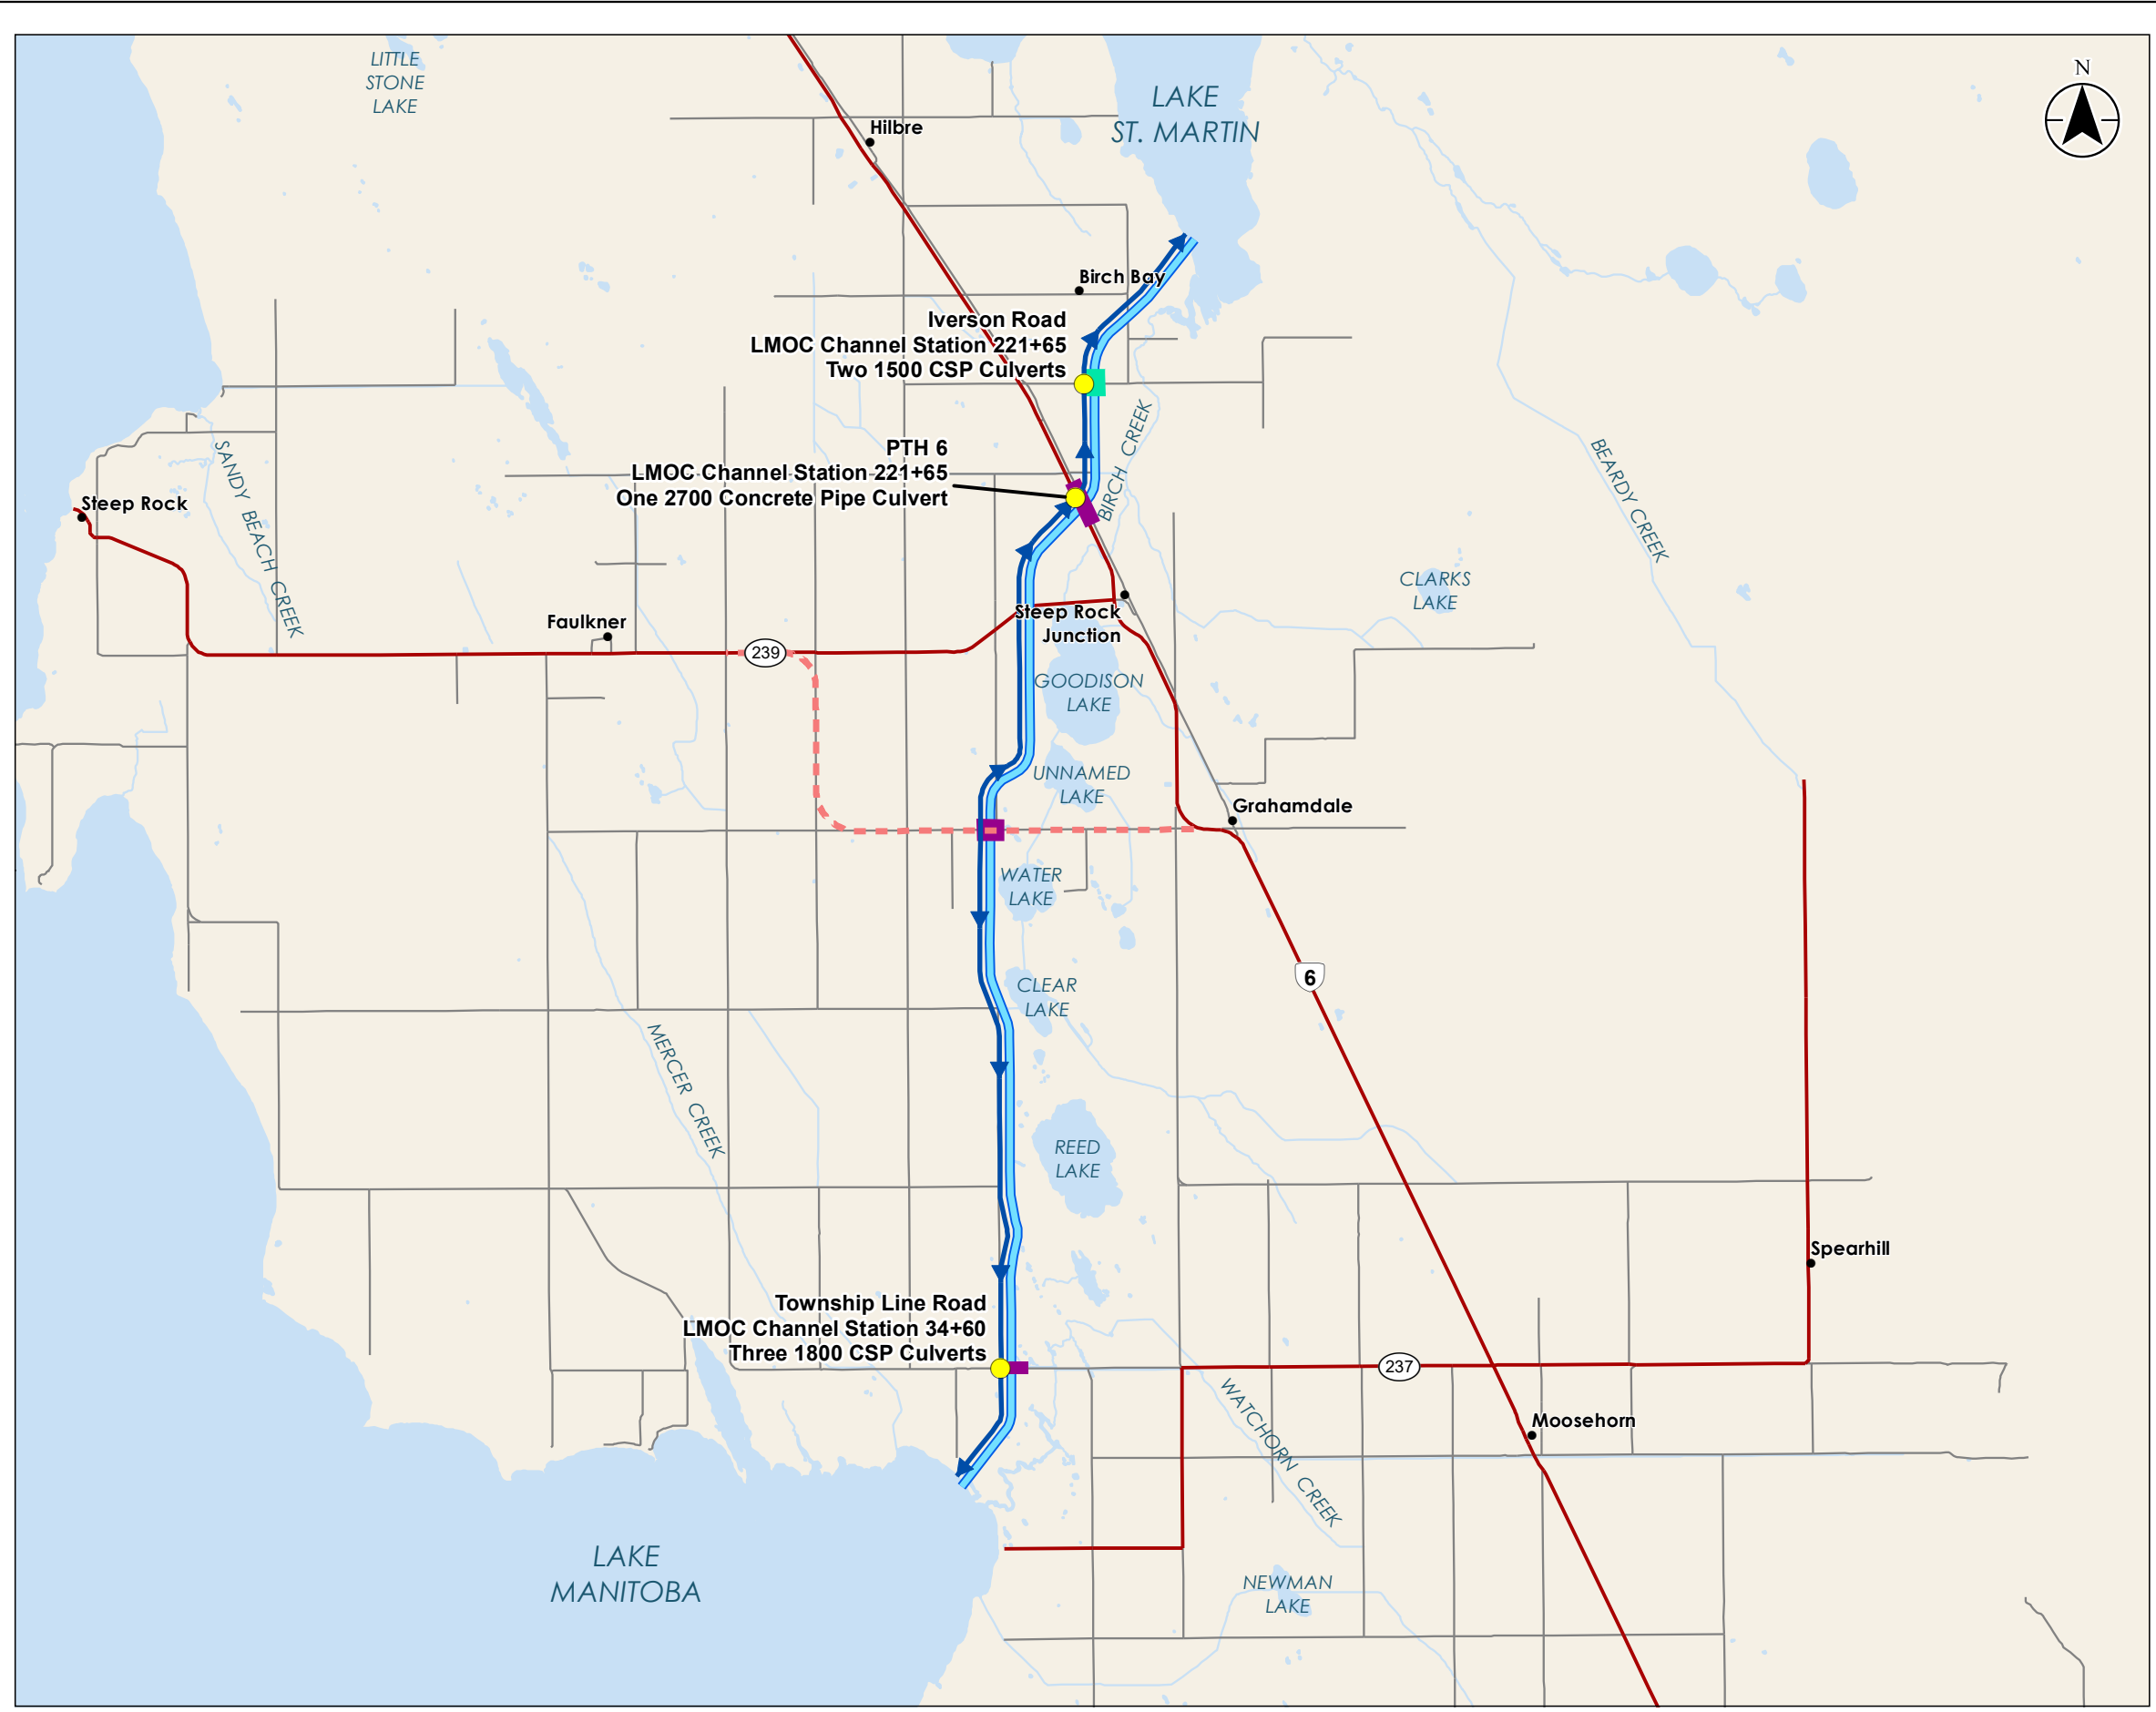 N
LITTLE
STONE
LAKE
LAKE
ST. MARTIN
Hilbre
Birch Bay
Iverson Road
LMOC Channel Station 221+65
Two 1500 CSP Culverts
PTH 6
LMOC Channel Station 221+65
One 2700 Concrete Pipe Culvert
BIRCH CREEK
BEARDY CREEK
SANDY BEACH CREEK
Steep Rock
CLARKS
LAKE
Faulkner
Steep Rock
Junction
239
GOODISON
LAKE
UNNAMED
LAKE
Grahamdale
WATER
LAKE
6
CLEAR
LAKE
MERCER CREEK
REED
LAKE
Spearhill
Township Line Road
LMOC Channel Station 34+60
Three 1800 CSP Culverts
237
WATCHORN CREEK
Moosehorn
LAKE
MANITOBA
NEWMAN
LAKE